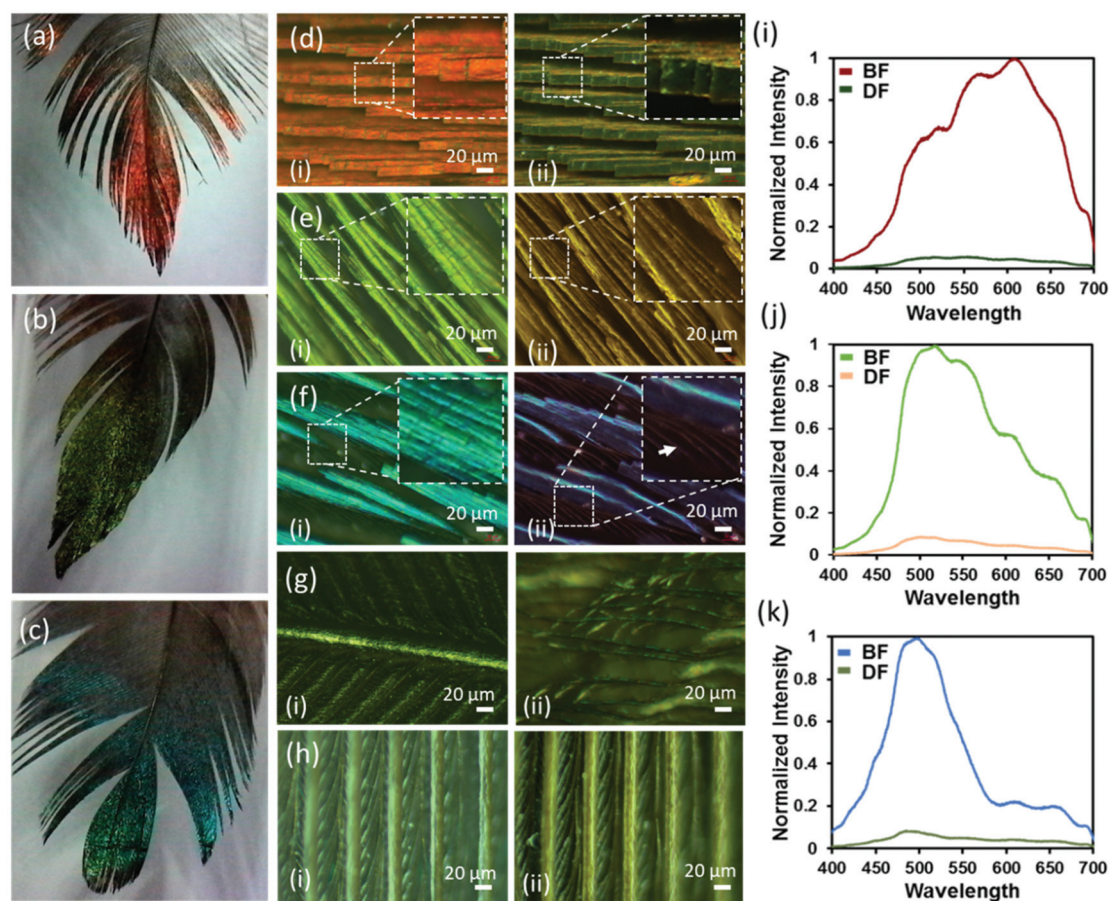 (a)
(b)
(c)
(d)
(i)
20 µm
(ii)
20 µm
(e)
(i)
20 µm
(ii)
20 µm
(f)
(i)
20 µm
(ii)
20 µm
(g)
(i)
20 µm
(ii)
20 µm
(h)
(i)
20 µm
(ii)
20 µm
(i)
BF
DF
Normalized Intensity
1
0.8
0.6
0.4
0.2
0
400 450 500 550 600 650 700
Wavelength
(j)
BF
DF
Normalized Intensity
1
0.8
0.6
0.4
0.2
0
400 450 500 550 600 650 700
Wavelength
(k)
BF
DF
Normalized Intensity
1
0.8
0.6
0.4
0.2
0
400 450 500 550 600 650 700
Wavelength